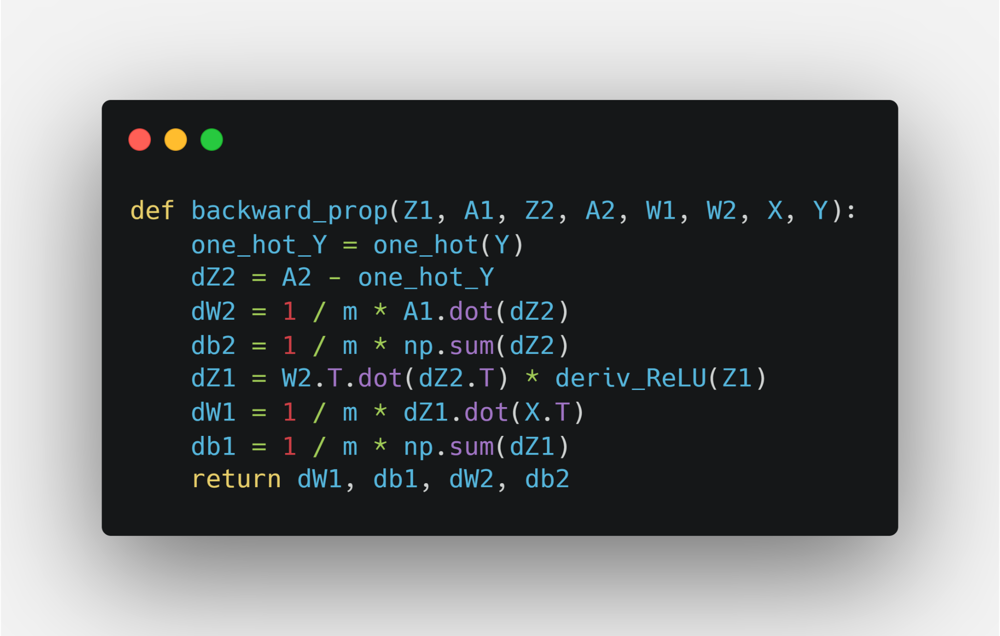 def backward_prop(Z1, A1, Z2, A2, W1, W2, X, Y):
    one_hot_Y = one_hot(Y)
    dZ2 = A2 - one_hot_Y
    dW2 = 1 / m * A1.dot(dZ2)
    db2 = 1 / m * np.sum(dZ2)
    dZ1 = W2.T.dot(dZ2.T) * deriv_ReLU(Z1)
    dW1 = 1 / m * dZ1.dot(X.T)
    db1 = 1 / m * np.sum(dZ1)
    return dW1, db1, dW2, db2